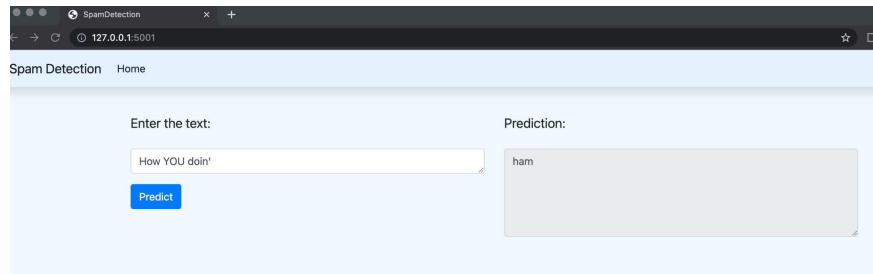 SpamDetection
127.0.0.1:5001
Spam Detection Home
Enter the text:
How YOU doin'
Predict
Prediction:
ham